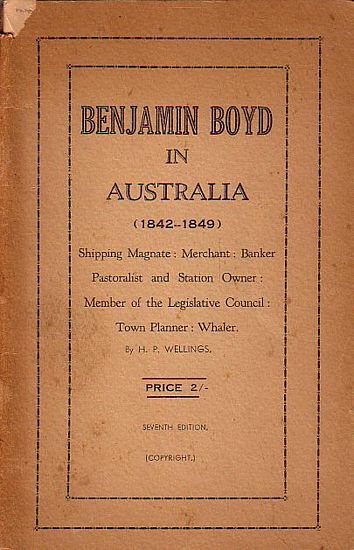 BENJAMIN BOYD
IN
AUSTRALIA
(1842--1849)
Shipping Magnate : Merchant : Banker
Pastoralist and Station Owner :
Member of the Legislative Council :
Town Planner : Whaler.
By H. P. WELLINGS.
PRICE 2/-
SEVENTH EDITION.
(COPYRIGHT.)